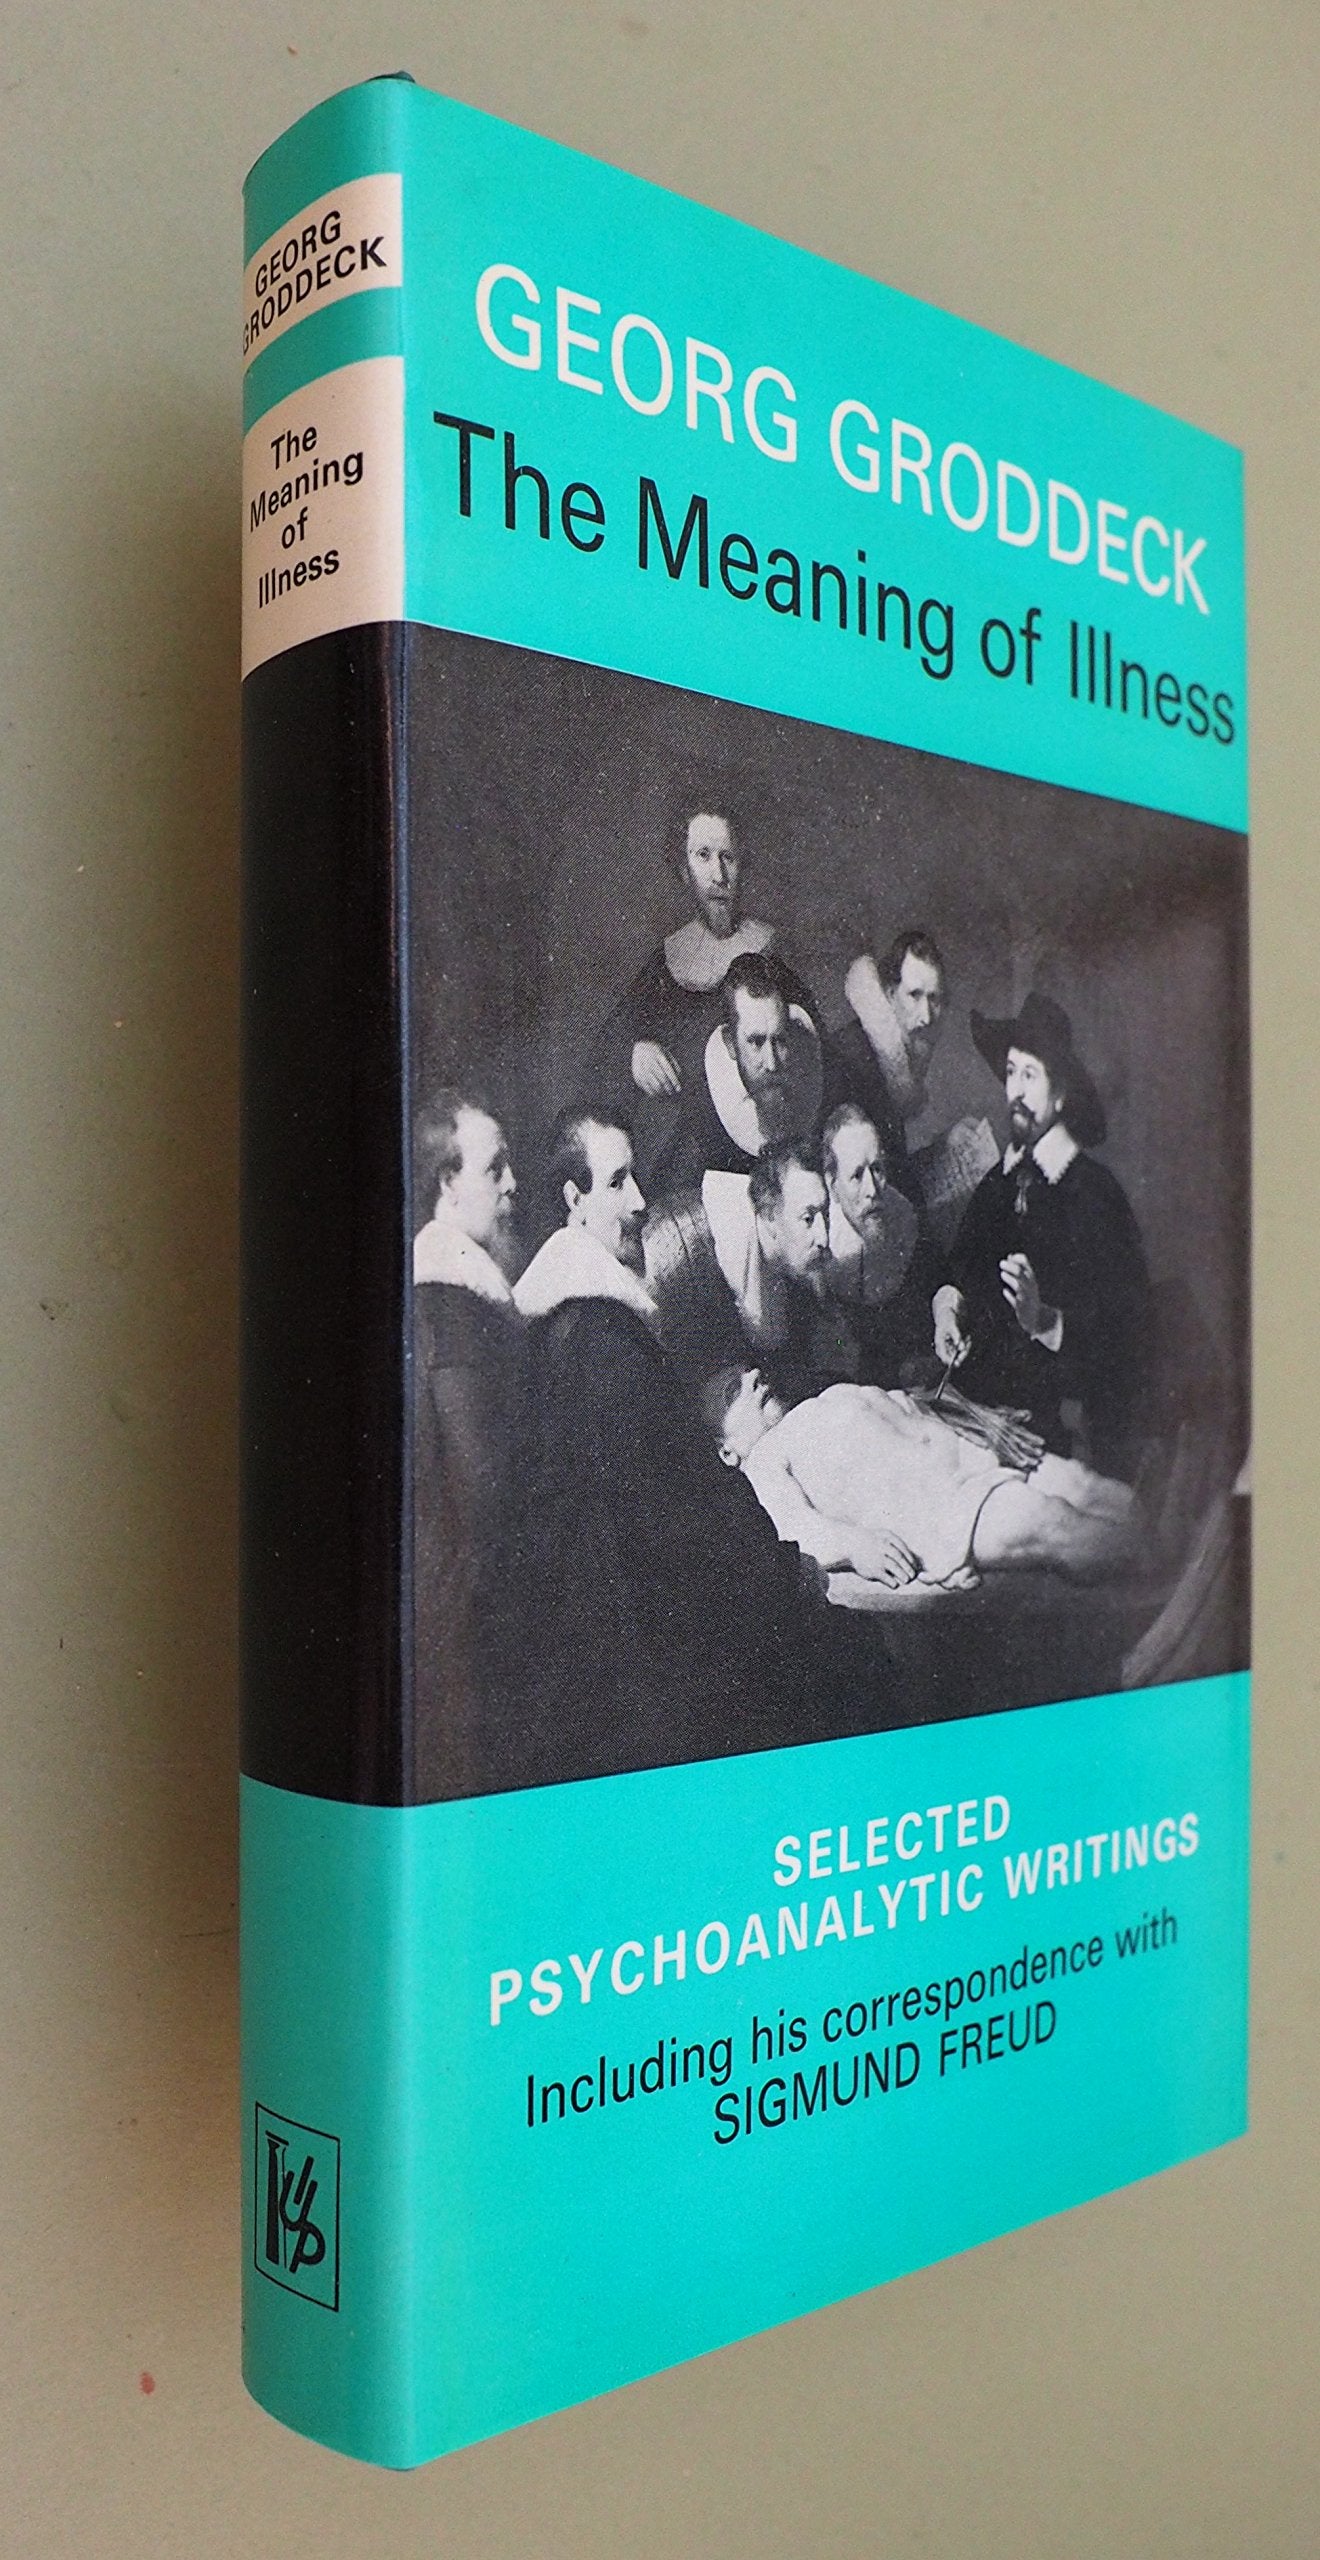 GEORG
GRODDECK
The
Meaning
of
Illness
GEORG GRODDECK
The Meaning of Illness
SELECTED
PSYCHOANALYTIC WRITINGS
Including his correspondence with
SIGMUND FREUD